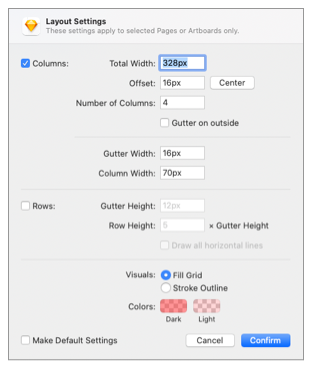 Layout Settings
These settings apply to selected Pages or Artboards only.
Columns: Total Width: 328px
Offset: 16px Center
Number of Columns: 4
Gutter on outside
Gutter Width: 16px
Column Width: 70px
Rows: Gutter Height: 12px
Row Height: 6 × Gutter Height
Draw all horizontal lines
Visuals: Fill Grid
Stroke Outline
Colors:
Dark Light
Make Default Settings Cancel Confirm